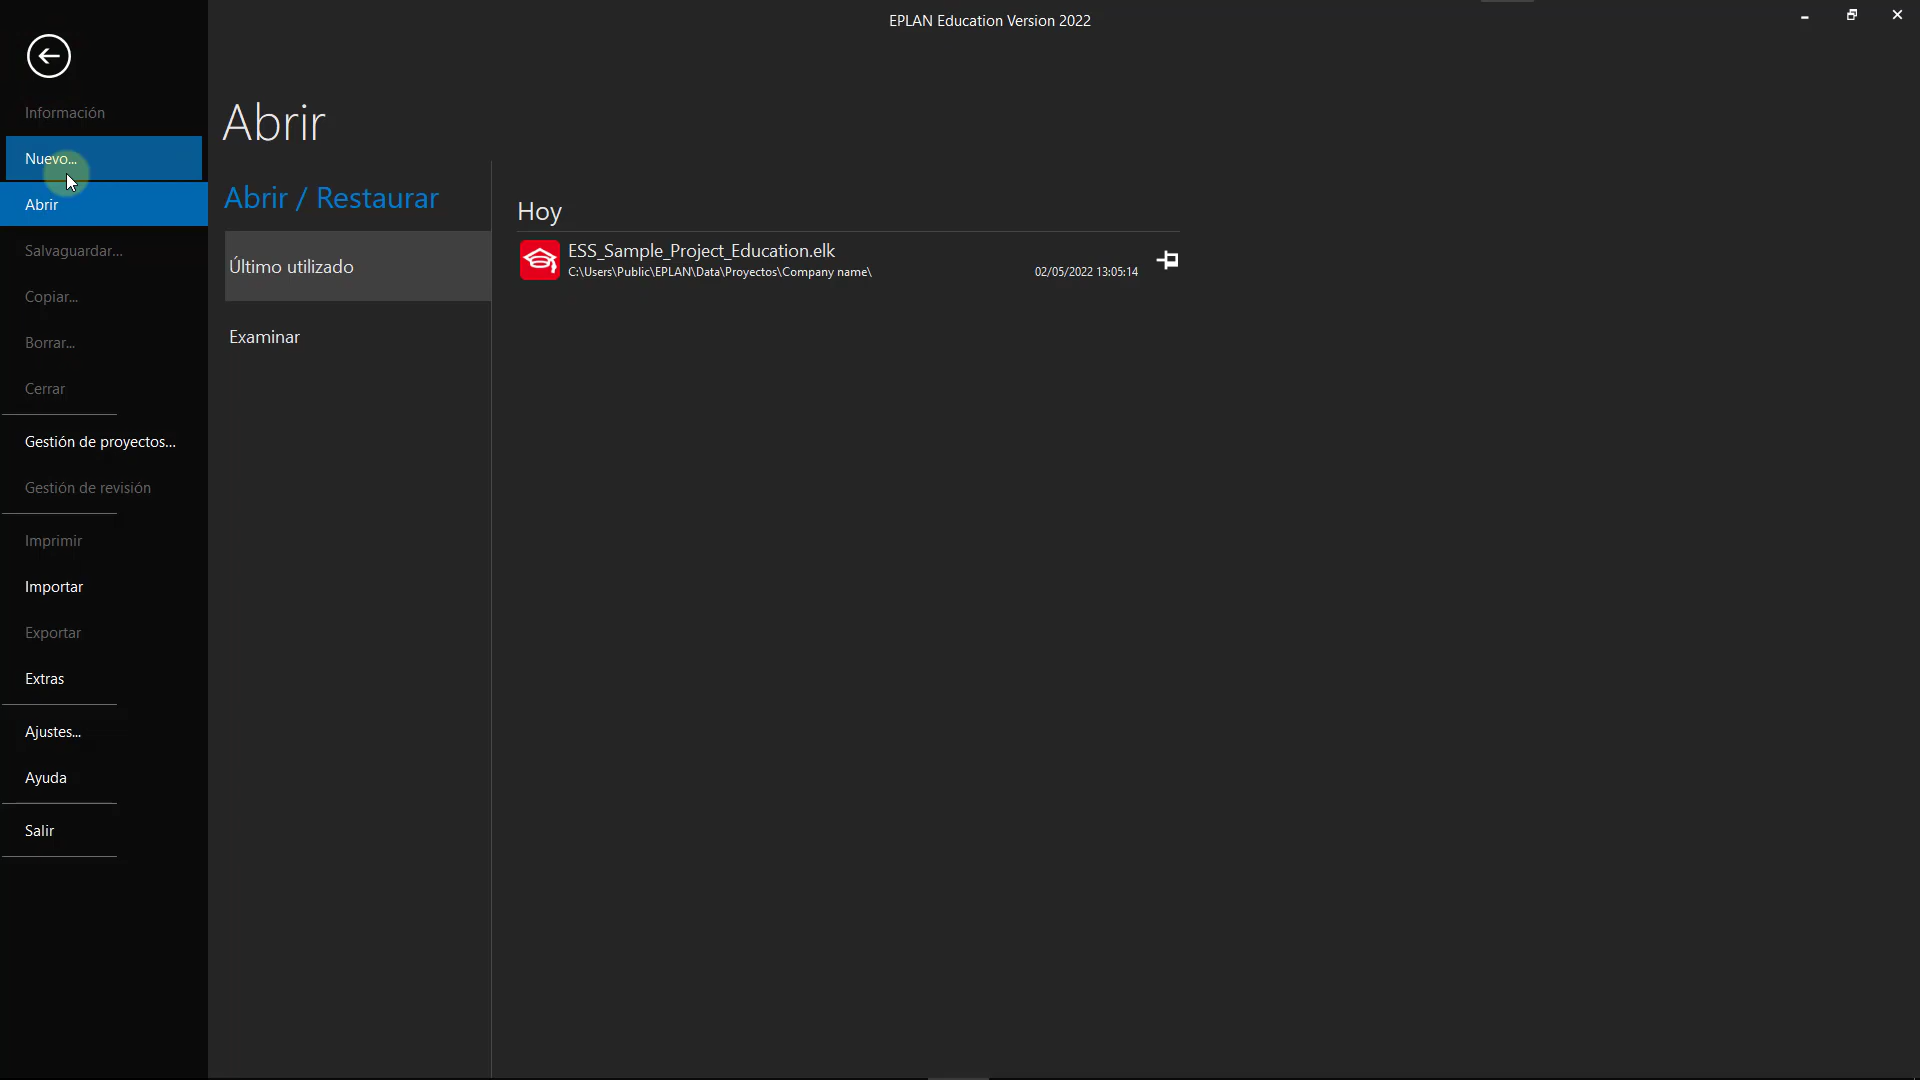 EPLAN Education Version 2022
Información
Nuevo...
Abrir
Salvaguardar...
Copiar...
Borrar...
Cerrar
Gestión de proyectos...
Gestión de revisión
Imprimir
Importar
Exportar
Extras
Ajustes...
Ayuda
Salir
Abrir
Abrir / Restaurar
Último utilizado
Examinar
Hoy
ESS_Sample_Project_Education.elk
C:\Users\Public\EPLAN\Data\Proyectos\Company name\ 02/05/2022 13:05:14